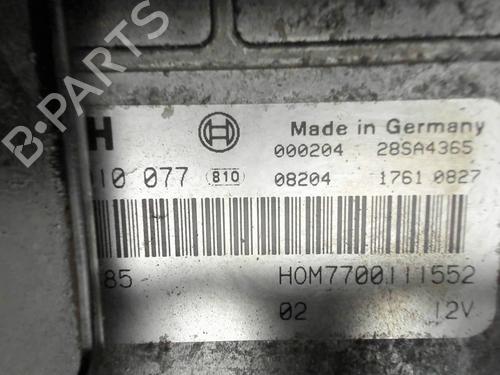 H Made in Germany
000204 28SA4365
10 077 810 08204 1761 0827
85 HOM7700111552
02 12V
B-PARTS